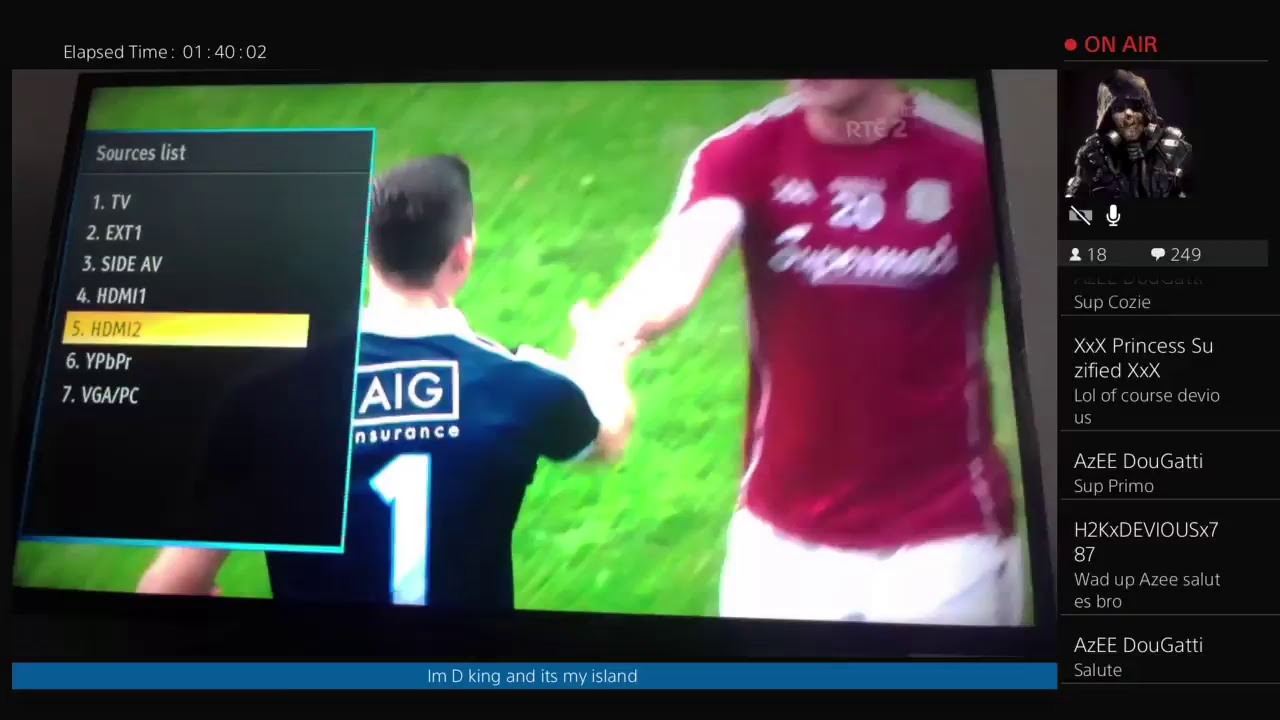 Elapsed Time: 01:40:02
ON AIR
RTÉ 2
Sources list
1. TV
2. EXT1
3. SIDE AV
4. HDMI1
5. HDMI2
6. YPbPr
7. VGA/PC
20
Supermac's
AIG
nsurance
1
18
249
AzEE DouGatti
Sup Cozie
XxX Princess Su
zified XxX
Lol of course devio
us
AzEE DouGatti
Sup Primo
H2KxDEVIOUSx7
87
Wad up Azee salut
es bro
AzEE DouGatti
Salute
Im D king and its my island